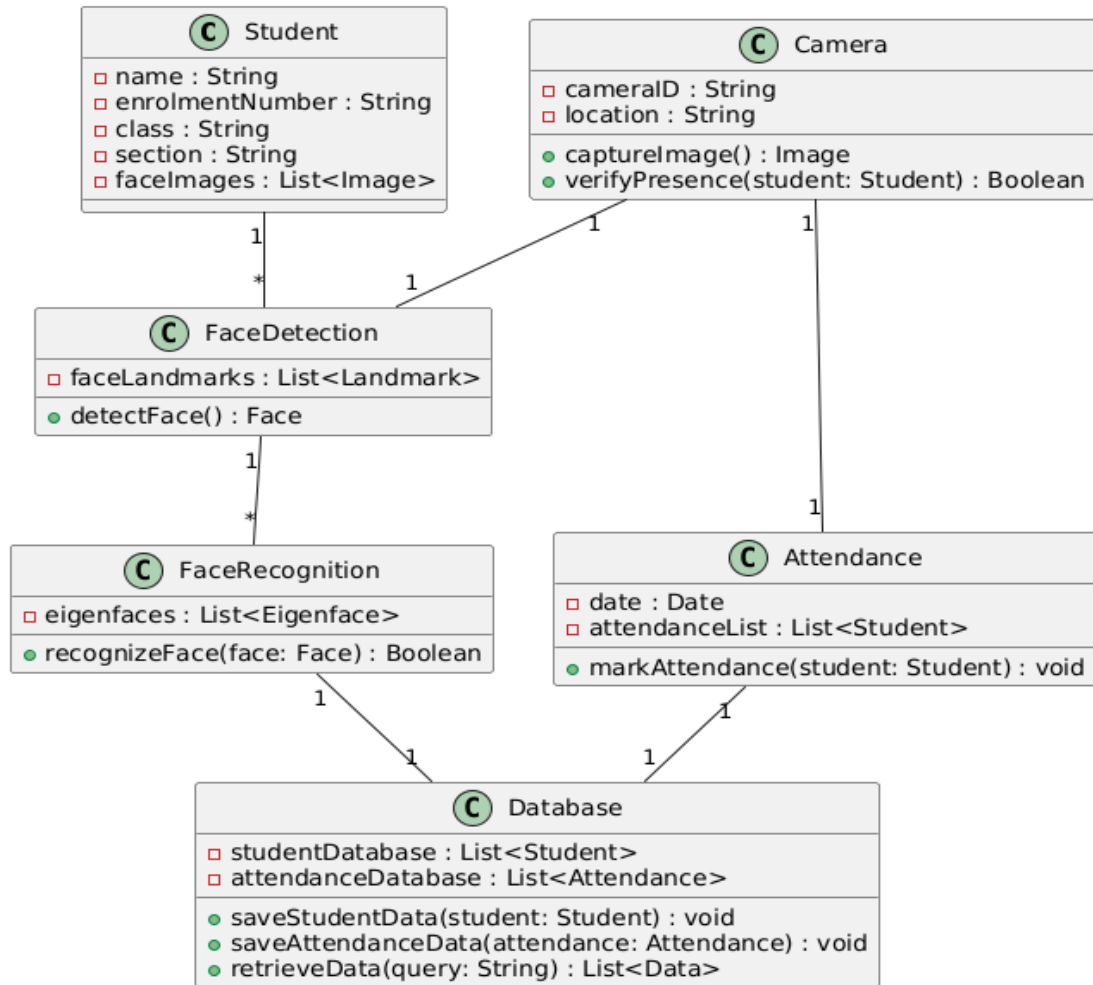 C Student
name : String
enrolmentNumber : String
class : String
section : String
faceImages : List<Image>
C Camera
cameraID : String
location : String
captureImage() : Image
verifyPresence(student: Student) : Boolean
1
1
1
*
1
C FaceDetection
faceLandmarks : List<Landmark>
detectFace() : Face
1
*
1
C FaceRecognition
eigenfaces : List<Eigenface>
recognizeFace(face: Face) : Boolean
C Attendance
date : Date
attendanceList : List<Student>
markAttendance(student: Student) : void
1
1
1
1
C Database
studentDatabase : List<Student>
attendanceDatabase : List<Attendance>
saveStudentData(student: Student) : void
saveAttendanceData(attendance: Attendance) : void
retrieveData(query: String) : List<Data>